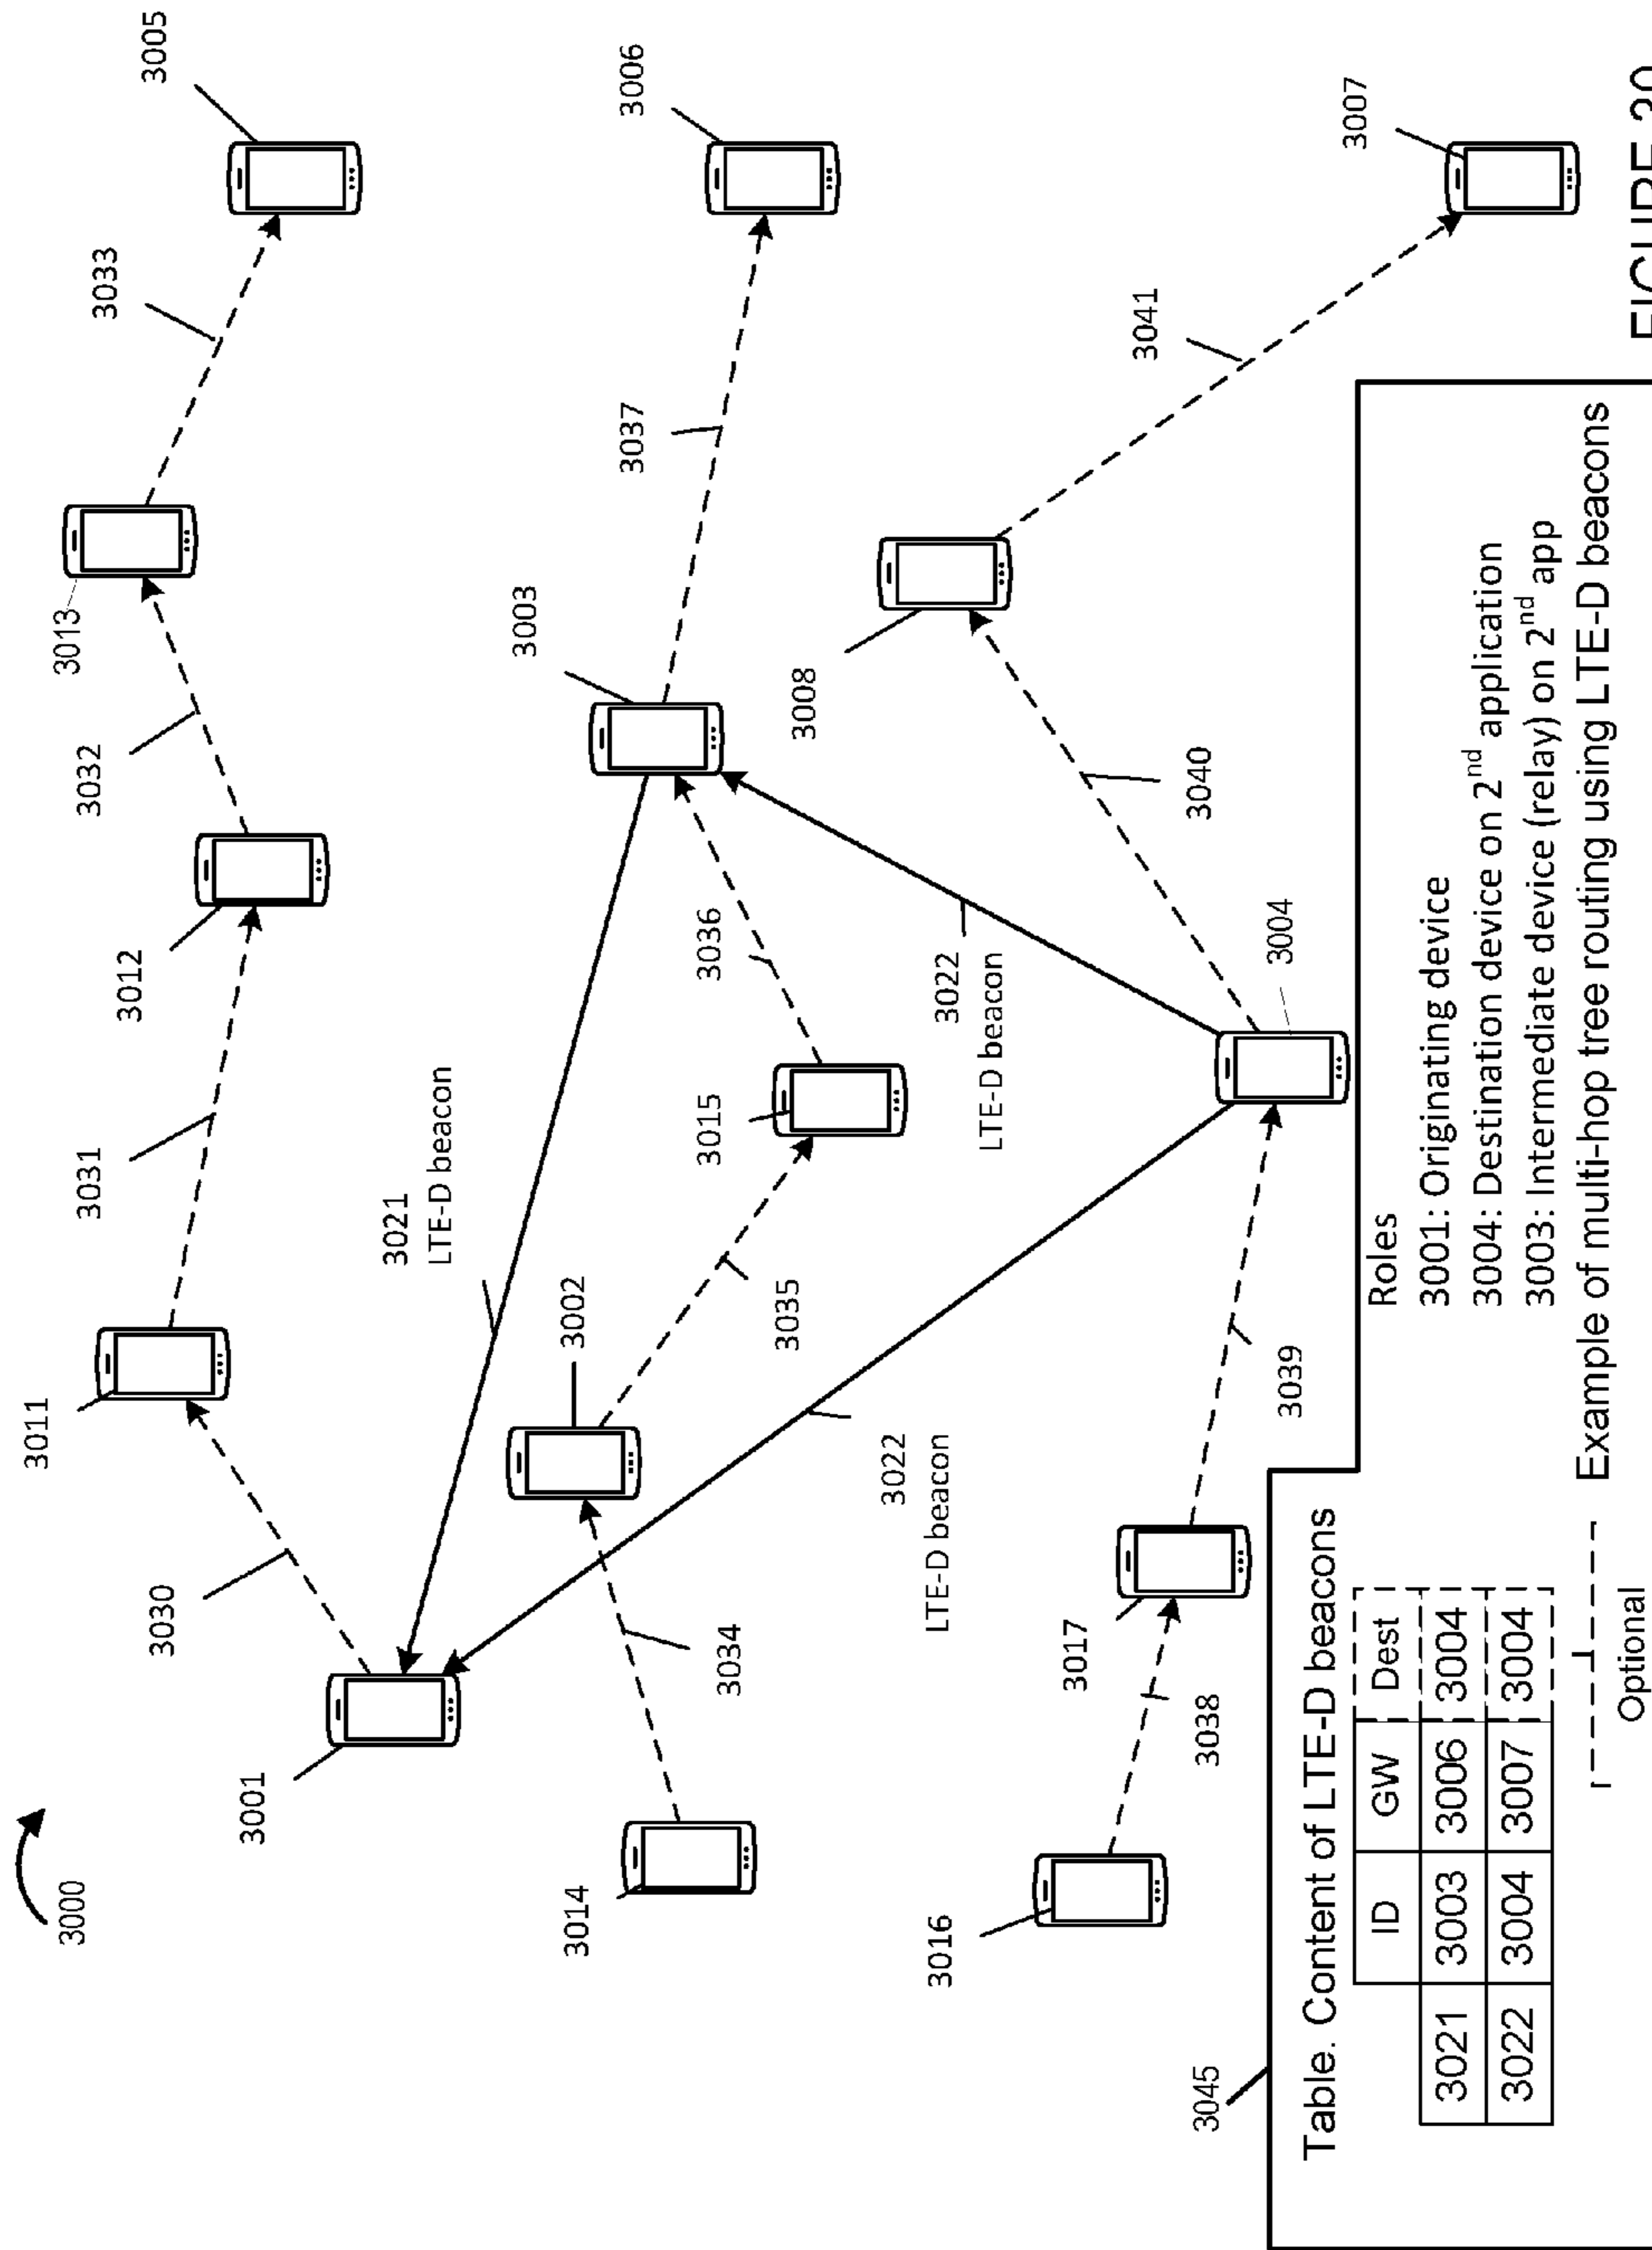 3011
3013
3000
3031
3032
3033
3012
3005
3030
3001
3021
LTE-D beacon
3003
3014
3002
3006
3037
3015
3036
3034
3035
3008
3022
LTE-D beacon
3016
3022
LTE-D beacon
3017
3041
3040
3045
3038
3004
3039
3007
Table. Content of LTE-D beacons
ID GW Dest
3021 3003 3006 3004
3022 3004 3007 3004
Optional
Roles
3001: Originating device
3004: Destination device on 2nd application
3003: Intermediate device (relay) on 2nd app
Example of multi-hop tree routing using LTE-D beacons
FIGURE 30